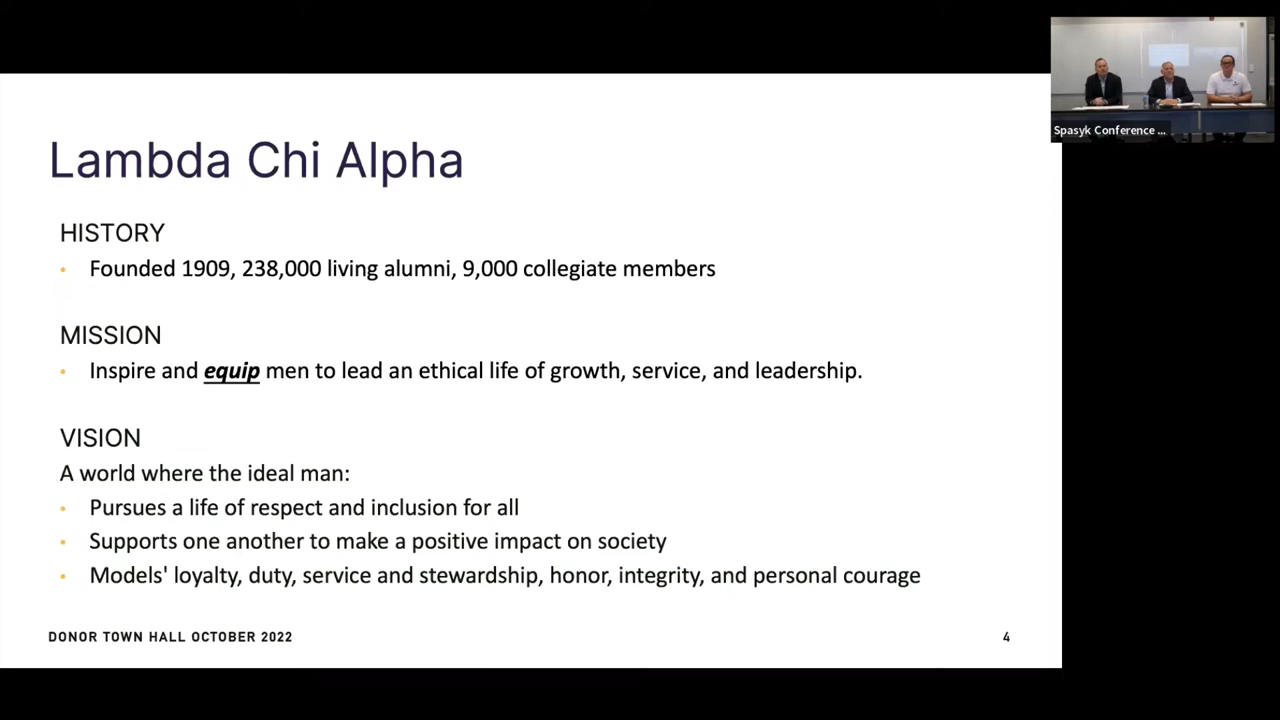 Spasyk Conference ...
Lambda Chi Alpha
HISTORY
• Founded 1909, 238,000 living alumni, 9,000 collegiate members
MISSION
• Inspire and equip men to lead an ethical life of growth, service, and leadership.
VISION
A world where the ideal man:
• Pursues a life of respect and inclusion for all
• Supports one another to make a positive impact on society
• Models' loyalty, duty, service and stewardship, honor, integrity, and personal courage
DONOR TOWN HALL OCTOBER 2022
4